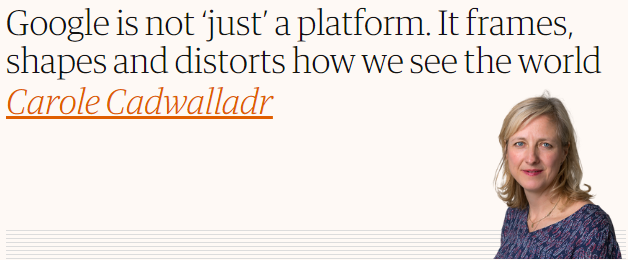 Google is not ‘just’ a platform. It frames,
shapes and distorts how we see the world
Carole Cadwalladr